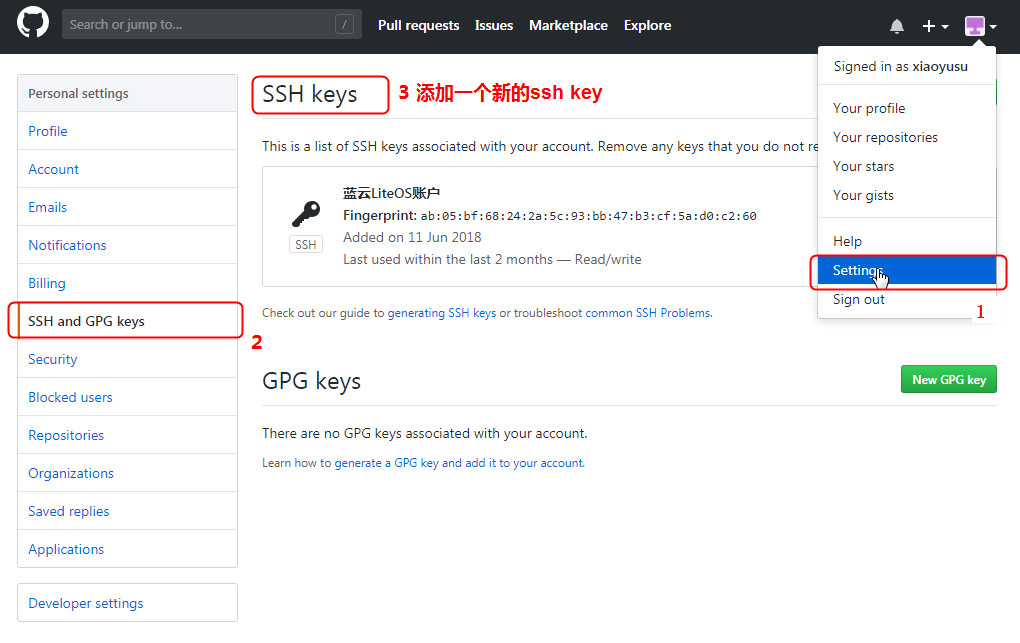 Search or jump to...
/
Pull requests
Issues
Marketplace
Explore
Signed in as xiaoyusu
Your profile
Your repositories
Your stars
Your gists
Help
Settings
Sign out
1
Personal settings
Profile
Account
Emails
Notifications
Billing
SSH and GPG keys
Security
Blocked users
Repositories
Organizations
Saved replies
Applications
Developer settings
2
SSH keys
3 添加一个新的ssh key
This is a list of SSH keys associated with your account. Remove any keys that you do not
蓝云LiteOS账户
Fingerprint: ab:05:bf:68:24:2a:5c:93:bb:47:b3:cf:5a:d0:c2:60
Added on 11 Jun 2018
Last used within the last 2 months — Read/write
SSH
Check out our guide to generating SSH keys or troubleshoot common SSH Problems.
GPG keys
New GPG key
There are no GPG keys associated with your account.
Learn how to generate a GPG key and add it to your account.